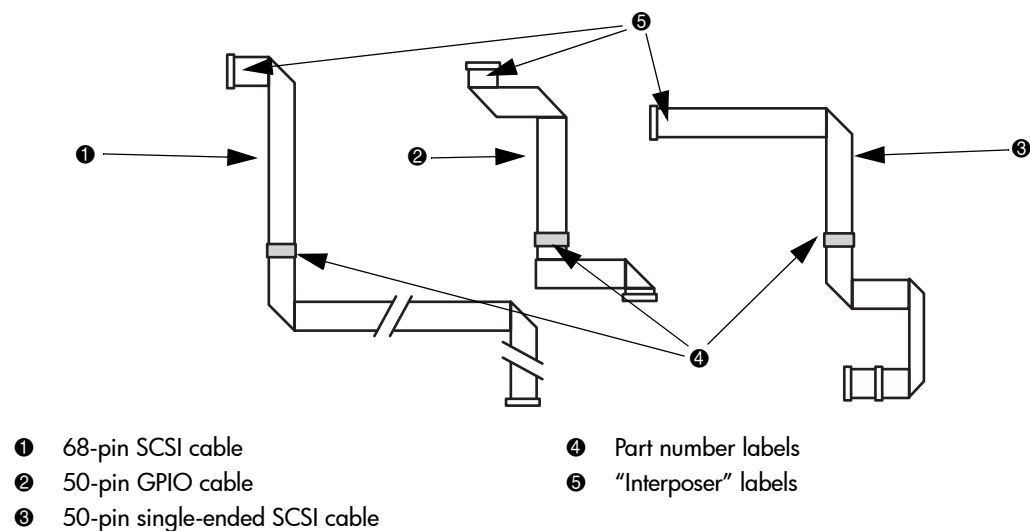 ❺
❶
❷
❸
❹
❶ 68-pin SCSI cable
❷ 50-pin GPIO cable
❸ 50-pin single-ended SCSI cable
❹ Part number labels
❺ “Interposer” labels